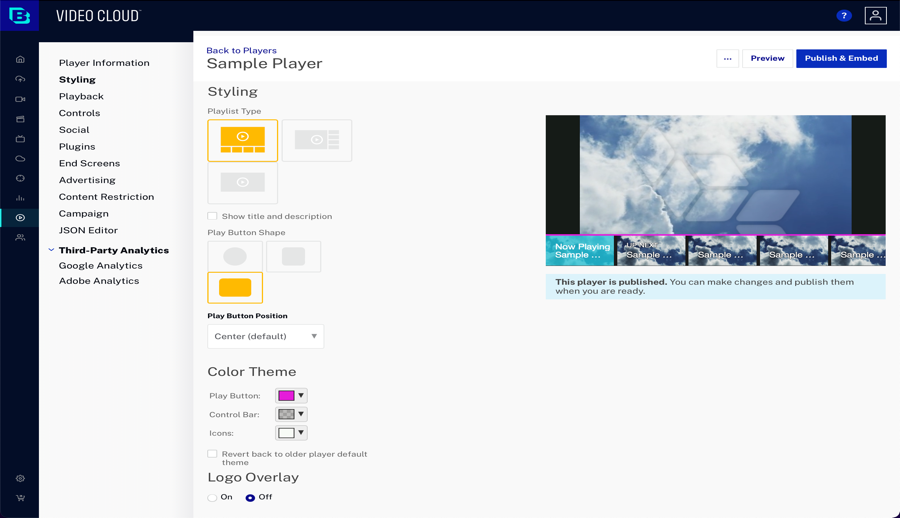 VIDEO CLOUD™
?
Player Information
Styling
Playback
Controls
Social
Plugins
End Screens
Advertising
Content Restriction
Campaign
JSON Editor
Third-Party Analytics
Google Analytics
Adobe Analytics
Back to Players
Sample Player
...
Preview
Publish & Embed
Styling
Playlist Type
Show title and description
Play Button Shape
Play Button Position
Center (default)
Color Theme
Play Button:
Control Bar:
Icons:
Revert back to older player default
theme
Logo Overlay
On
Off
Now Playing
Sample ...
UP NEXT
Sample ...
Sample ...
Sample ...
Sample ...
This player is published. You can make changes and publish them
when you are ready.